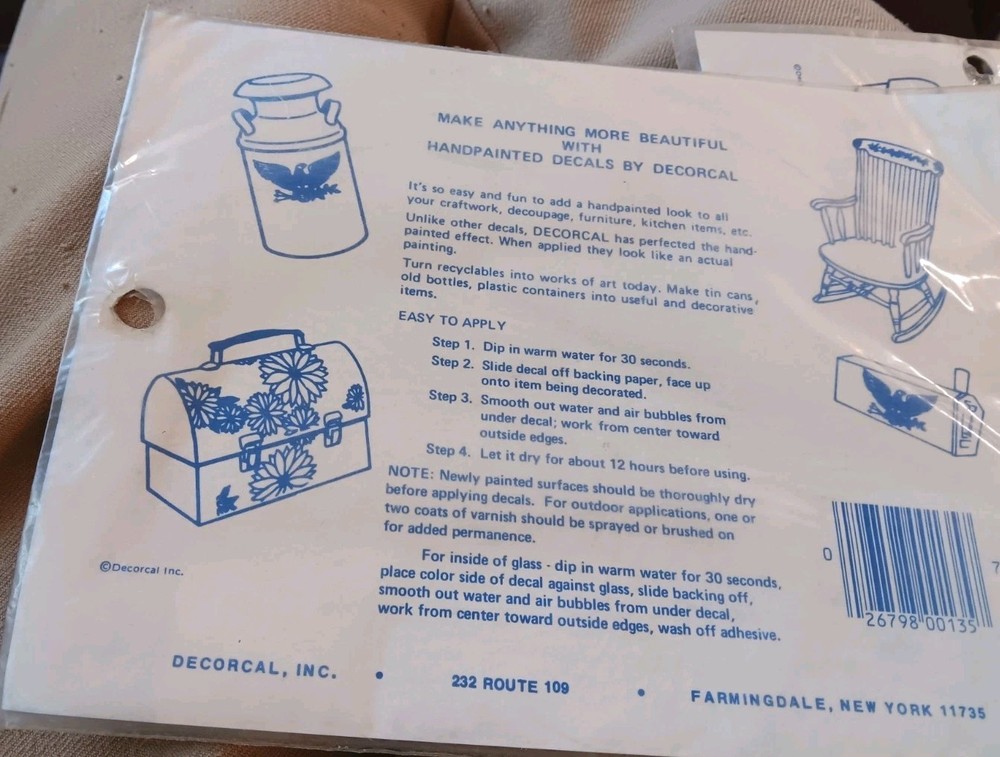 MAKE ANYTHING MORE BEAUTIFUL
WITH
HANDPAINTED DECALS BY DECORCAL
It's so easy and fun to add a handpainted look to all
your craftwork, decoupage, furniture, kitchen items, etc.
Unlike other decals, DECORCAL has perfected the hand-
painted effect. When applied they look like an actual
painting.
Turn recyclables into works of art today. Make tin cans,
old bottles, plastic containers into useful and decorative
items.
EASY TO APPLY
Step 1. Dip in warm water for 30 seconds.
Step 2. Slide decal off backing paper, face up
onto item being decorated.
Step 3. Smooth out water and air bubbles from
under decal; work from center toward
outside edges.
Step 4. Let it dry for about 12 hours before using.
NOTE: Newly painted surfaces should be thoroughly dry
before applying decals. For outdoor applications, one or
two coats of varnish should be sprayed or brushed on
for added permanence.
For inside of glass - dip in warm water for 30 seconds,
place color side of decal against glass, slide backing off,
smooth out water and air bubbles from under decal,
work from center toward outside edges, wash off adhesive.
©Decorcal Inc.
0 26798 00135 7
DECORCAL, INC. • 232 ROUTE 109 • FARMINGDALE, NEW YORK 11735